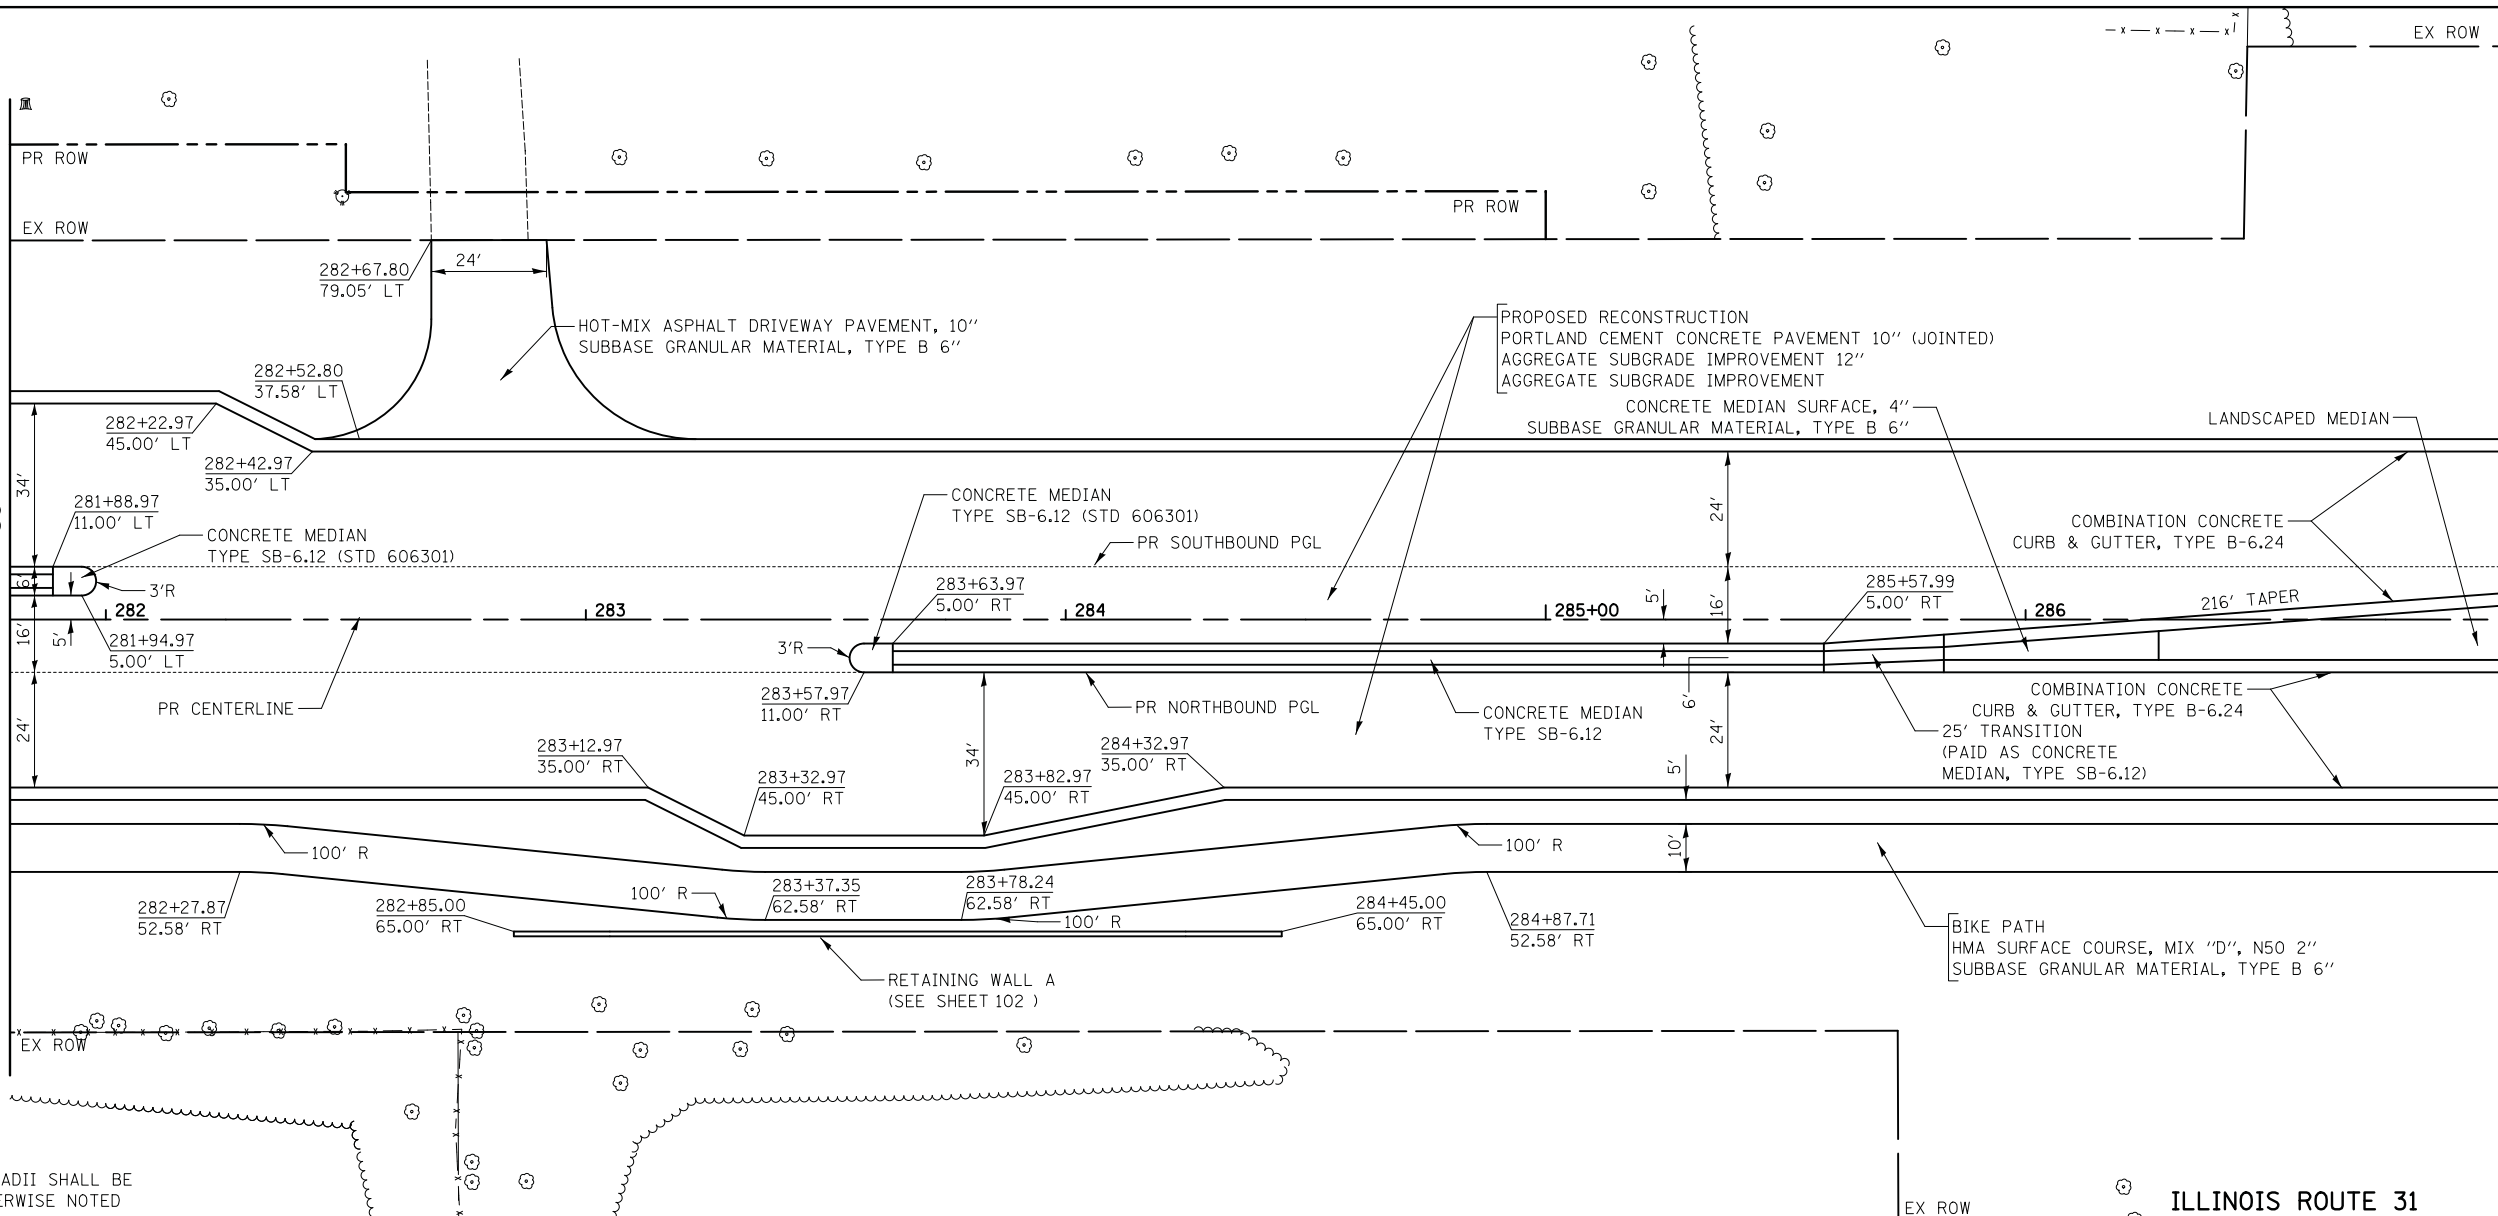 EX ROW
PR ROW
PR ROW
EX ROW
282+67.80
79.05' LT
24'
HOT-MIX ASPHALT DRIVEWAY PAVEMENT, 10"
SUBBASE GRANULAR MATERIAL, TYPE B 6"
PROPOSED RECONSTRUCTION
PORTLAND CEMENT CONCRETE PAVEMENT 10" (JOINTED)
AGGREGATE SUBGRADE IMPROVEMENT 12"
AGGREGATE SUBGRADE IMPROVEMENT
282+52.80
37.58' LT
CONCRETE MEDIAN SURFACE, 4"
SUBBASE GRANULAR MATERIAL, TYPE B 6"
LANDSCAPED MEDIAN
282+22.97
45.00' LT
282+42.97
35.00' LT
34'
281+88.97
11.00' LT
CONCRETE MEDIAN
TYPE SB-6.12 (STD 606301)
CONCRETE MEDIAN
TYPE SB-6.12 (STD 606301)
PR SOUTHBOUND PGL
24'
COMBINATION CONCRETE
CURB & GUTTER, TYPE B-6.24
6'
3'R
283+63.97
5.00' RT
285+57.99
5.00' RT
282
283
284
285+00
286
5'
16'
216' TAPER
16'
5'
281+94.97
5.00' LT
3'R
283+57.97
11.00' RT
6'
PR CENTERLINE
PR NORTHBOUND PGL
CONCRETE MEDIAN
TYPE SB-6.12
COMBINATION CONCRETE
CURB & GUTTER, TYPE B-6.24
25' TRANSITION
(PAID AS CONCRETE
MEDIAN, TYPE SB-6.12)
24'
283+12.97
35.00' RT
34'
284+32.97
35.00' RT
24'
283+32.97
45.00' RT
283+82.97
45.00' RT
5'
100' R
100' R
10'
282+27.87
52.58' RT
282+85.00
65.00' RT
100' R
283+37.35
62.58' RT
283+78.24
62.58' RT
100' R
284+45.00
65.00' RT
284+87.71
52.58' RT
BIKE PATH
HMA SURFACE COURSE, MIX "D", N50 2"
SUBBASE GRANULAR MATERIAL, TYPE B 6"
RETAINING WALL A
(SEE SHEET 102 )
EX ROW
ADII SHALL BE
ERWISE NOTED
EX ROW
ILLINOIS ROUTE 31